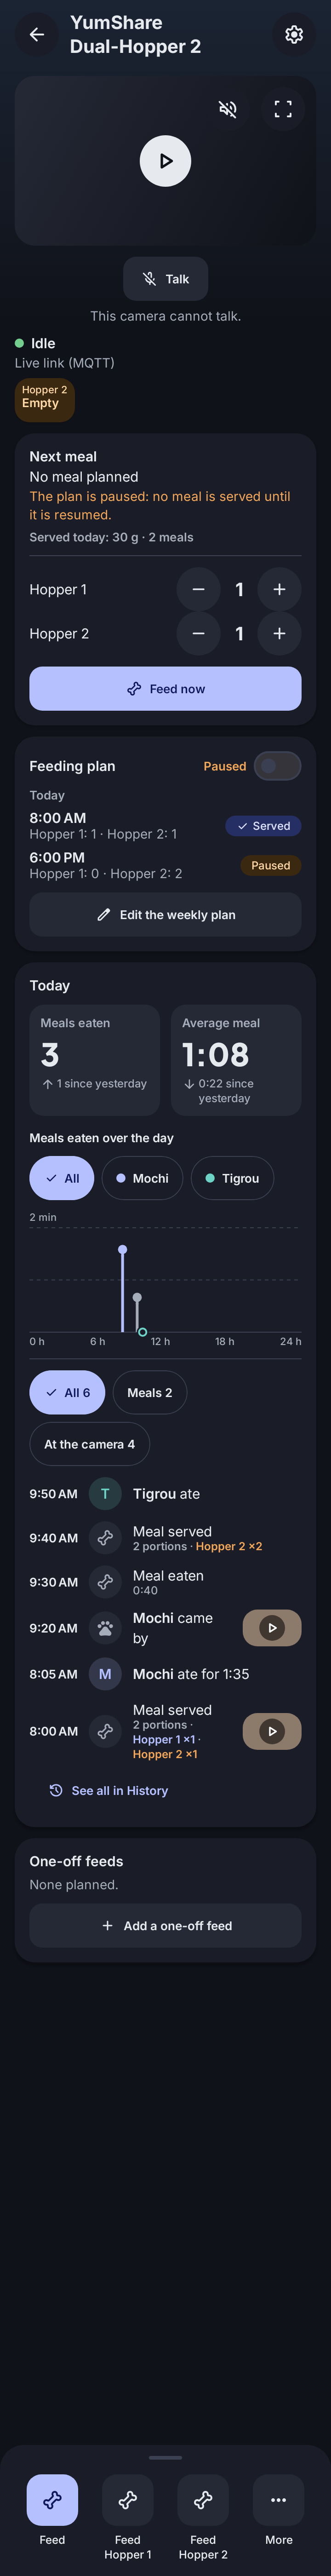 YumShare
Dual-Hopper 2
Talk
This camera cannot talk.
Idle
Live link (MQTT)
Hopper 2
Empty
Next meal
No meal planned
The plan is paused: no meal is served until
it is resumed.
Served today: 30 g · 2 meals
Hopper 1
1
Hopper 2
1
Feed now
Feeding plan
Paused
Today
8:00 AM
Hopper 1: 1 · Hopper 2: 1
Served
6:00 PM
Hopper 1: 0 · Hopper 2: 2
Paused
Edit the weekly plan
Today
Meals eaten
3
1 since yesterday
Average meal
1:08
0:22 since
yesterday
Meals eaten over the day
All
Mochi
Tigrou
2 min
0 h 6 h 12 h 18 h 24 h
All 6
Meals 2
At the camera 4
9:50 AM
T
Tigrou ate
9:40 AM
Meal served
2 portions · Hopper 2 ×2
9:30 AM
Meal eaten
0:40
9:20 AM
Mochi came
by
8:05 AM
M
Mochi ate for 1:35
8:00 AM
Meal served
2 portions ·
Hopper 1 ×1 ·
Hopper 2 ×1
See all in History
One-off feeds
None planned.
Add a one-off feed
Feed
Feed
Hopper 1
Feed
Hopper 2
More